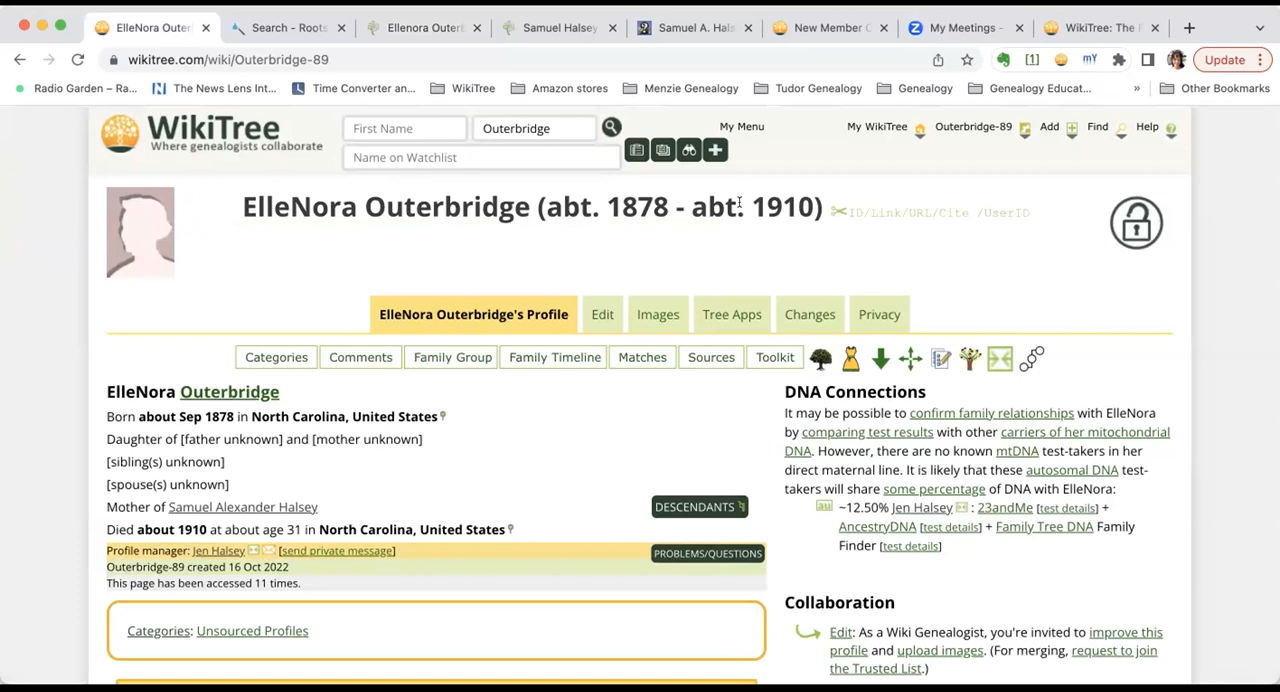 ElleNora Outer
Search - Roots
Ellenora Outerb
Samuel Halsey
Samuel A. Hals
New Member C
My Meetings -
WikiTree: The F
wikitree.com/wiki/Outerbridge-89
[1]
mY
Update
Radio Garden – Ra...
The News Lens Int...
Time Converter an...
WikiTree
Amazon stores
Menzie Genealogy
Tudor Genealogy
Genealogy
Genealogy Educat...
»
Other Bookmarks
WikiTree
Where genealogists collaborate
First Name
Outerbridge
Name on Watchlist
My Menu
My WikiTree
Outerbridge-89
Add
Find
Help
ElleNora Outerbridge (abt. 1878 - abt. 1910)
ID/Link/URL/Cite /UserID
ElleNora Outerbridge's Profile
Edit
Images
Tree Apps
Changes
Privacy
Categories
Comments
Family Group
Family Timeline
Matches
Sources
Toolkit
ElleNora Outerbridge
Born about Sep 1878 in North Carolina, United States
Daughter of [father unknown] and [mother unknown]
[sibling(s) unknown]
[spouse(s) unknown]
Mother of Samuel Alexander Halsey
DESCENDANTS
Died about 1910 at about age 31 in North Carolina, United States
Profile manager: Jen Halsey [send private message]
PROBLEMS/QUESTIONS
Outerbridge-89 created 16 Oct 2022
This page has been accessed 11 times.
Categories: Unsourced Profiles
DNA Connections
It may be possible to confirm family relationships with ElleNora
by comparing test results with other carriers of her mitochondrial
DNA. However, there are no known mtDNA test-takers in her
direct maternal line. It is likely that these autosomal DNA test-
takers will share some percentage of DNA with ElleNora:
au ~12.50% Jen Halsey : 23andMe [test details] +
AncestryDNA [test details] + Family Tree DNA Family
Finder [test details]
Collaboration
Edit: As a Wiki Genealogist, you're invited to improve this
profile and upload images. (For merging, request to join
the Trusted List.)